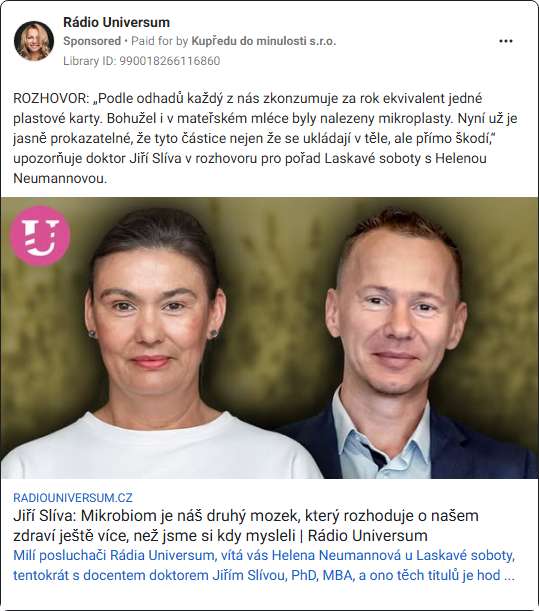 Rádio Universum
Sponsored • Paid for by Kupředu do minulosti s.r.o.
Library ID: 990018266116860
ROZHOVOR: „Podle odhadů každý z nás zkonzumuje za rok ekvivalent jedné
plastové karty. Bohužel i v mateřském mléce byly nalezeny mikroplasty. Nyní už je
jasně prokazatelné, že tyto částice nejen že se ukládají v těle, ale přímo škodí,“
upozorňuje doktor Jiří Slíva v rozhovoru pro pořad Laskavé soboty s Helenou
Neumannovou.
U
RADIOUNIVERSUM.CZ
Jiří Slíva: Mikrobiom je náš druhý mozek, který rozhoduje o našem
zdraví ještě více, než jsme si kdy mysleli | Rádio Universum
Milí posluchači Rádia Universum, vítá vás Helena Neumannová u Laskavé soboty,
tentokrát s docentem doktorem Jiřím Slívou, PhD, MBA, a ono těch titulů je hod ...